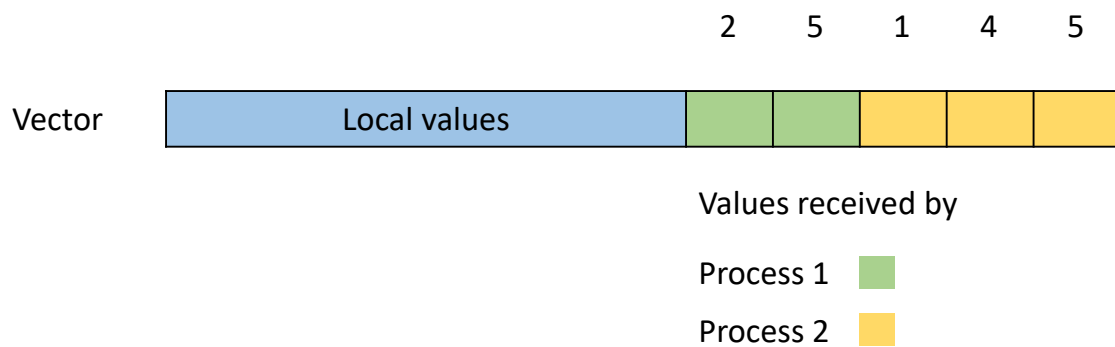 2 5 1 4 5
Vector Local values
Values received by
Process 1
Process 2